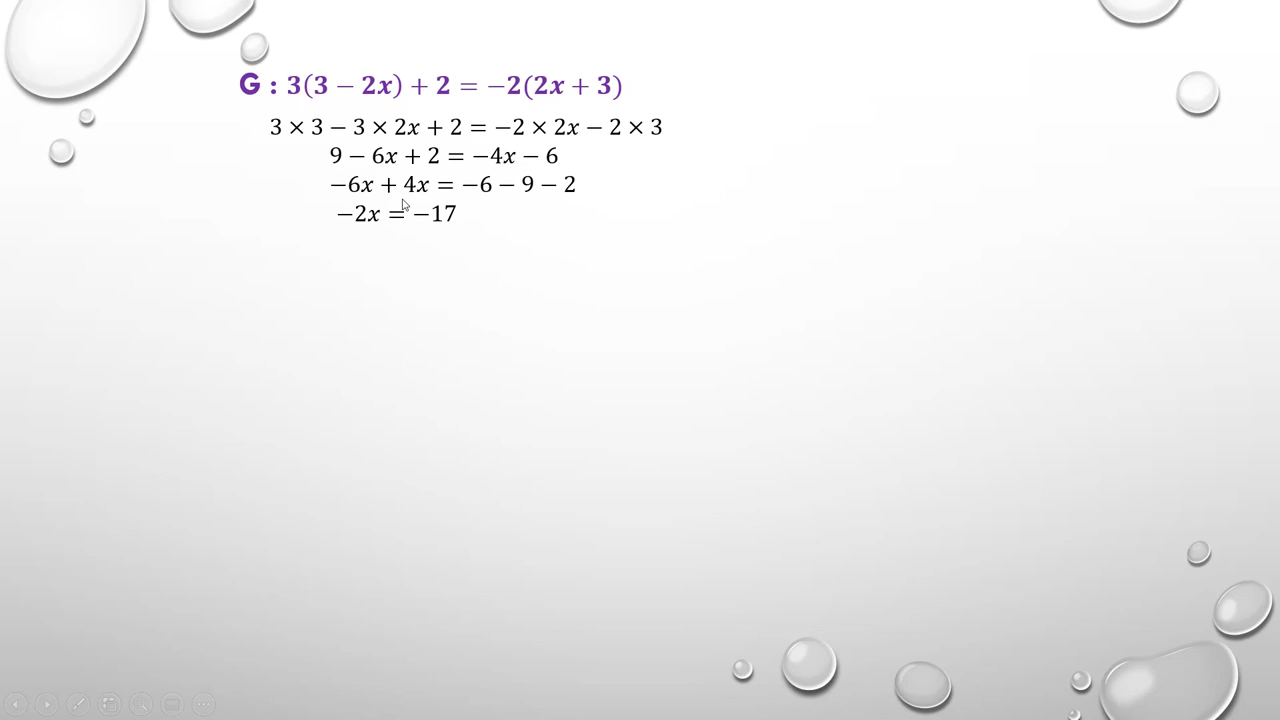 G : 3(3 − 2x) + 2 = −2(2x + 3)
3 × 3 − 3 × 2x + 2 = −2 × 2x − 2 × 3
9 − 6x + 2 = −4x − 6
−6x + 4x = −6 − 9 − 2
−2x = −17